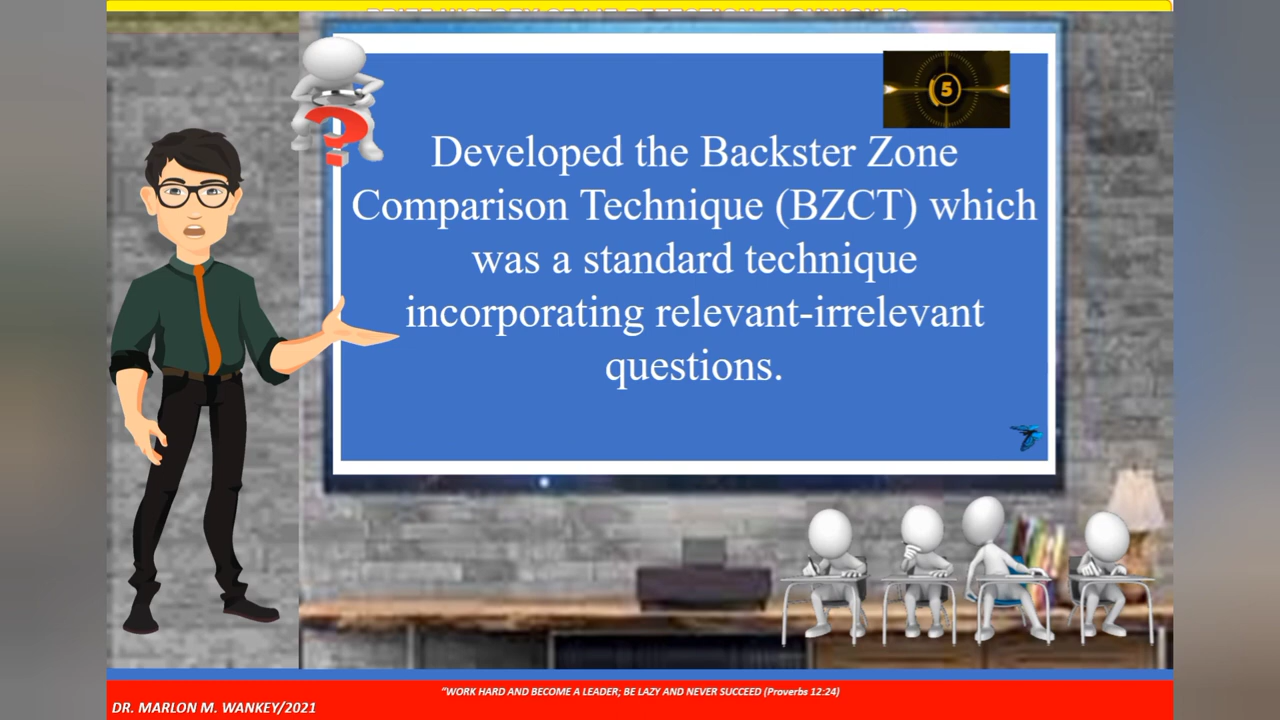 5
?
Developed the Backster Zone
Comparison Technique (BZCT) which
was a standard technique
incorporating relevant-irrelevant
questions.
"WORK HARD AND BECOME A LEADER; BE LAZY AND NEVER SUCCEED (Proverbs 12:24)
DR. MARLON M. WANKEY/2021